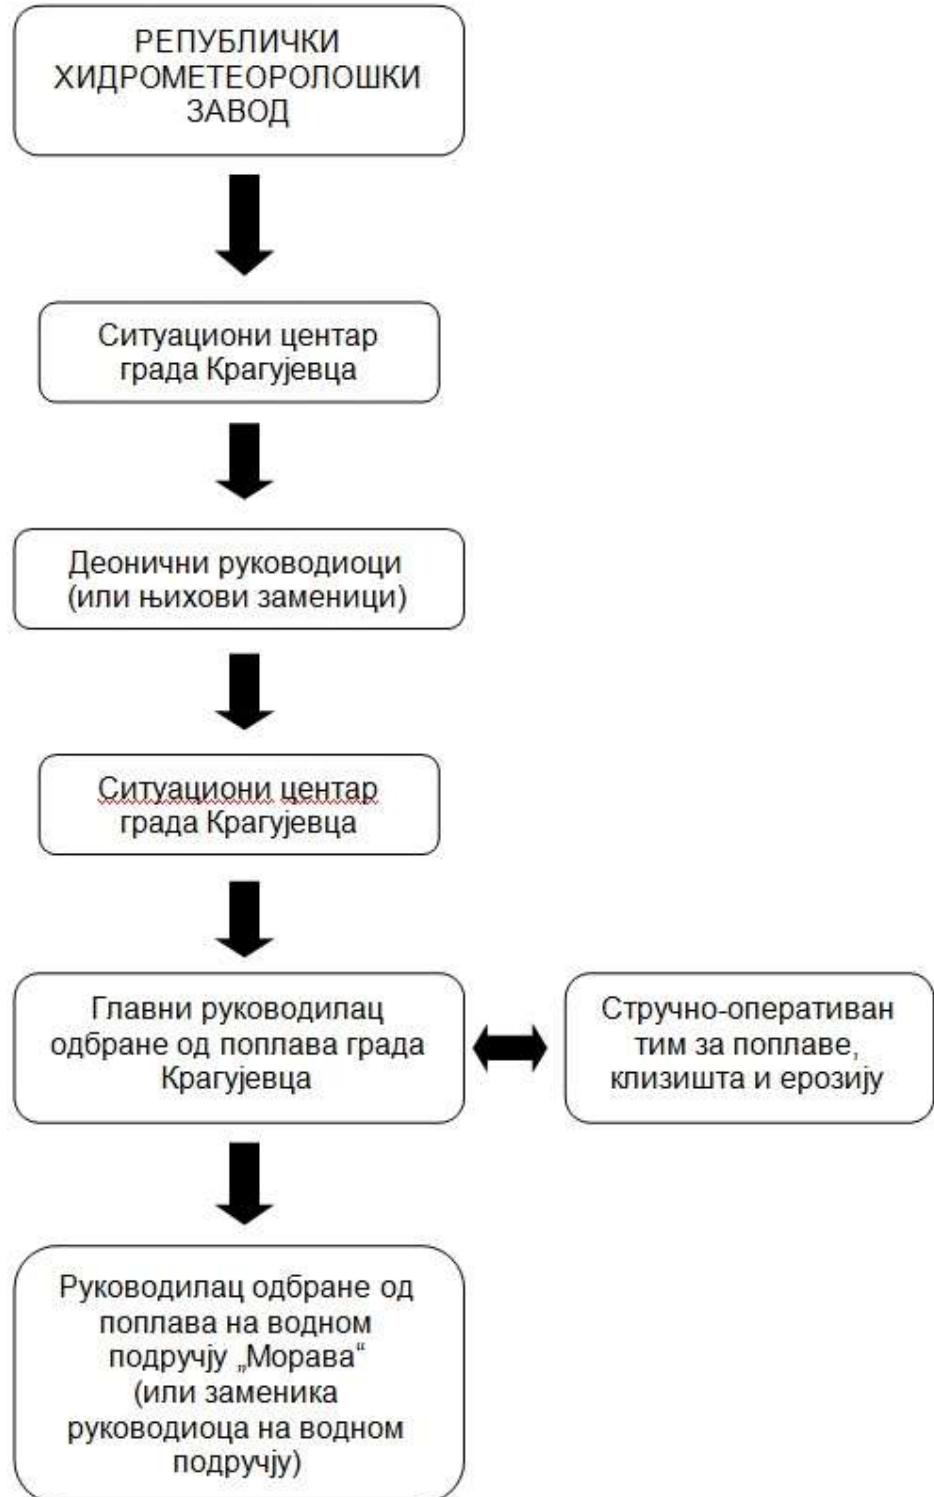 РЕПУБЛИЧКИ
ХИДРОМЕТЕОРОЛОШКИ
ЗАВОД
Ситуациони центар
града Крагујевца
Деонични руководиоци
(или њихови заменици)
Ситуациони центар
града Крагујевца
Главни руководилац
одбране од поплава града
Крагујевца
Стручно-оперативан
тим за поплаве,
клизишта и ерозију
Руководилац одбране од
поплава на водном
подручју „Морава“
(или заменика
руководиоца на водном
подручју)